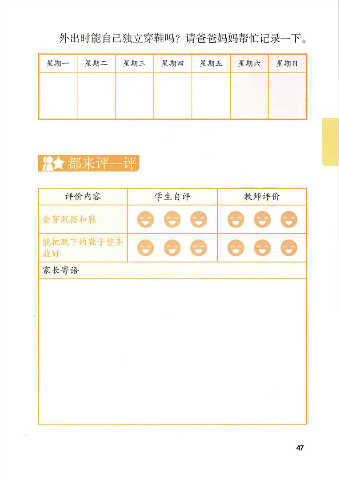 外出时能自己独立穿鞋吗？请爸爸妈妈帮忙记录一下。
星期一 星期二 星期三 星期四 星期五 星期六 星期日
都来评一评
评价内容 学生自评 教师评价
会穿脱鞋和鞋
能把脱下的鞋子整齐
放好
家长寄语
47